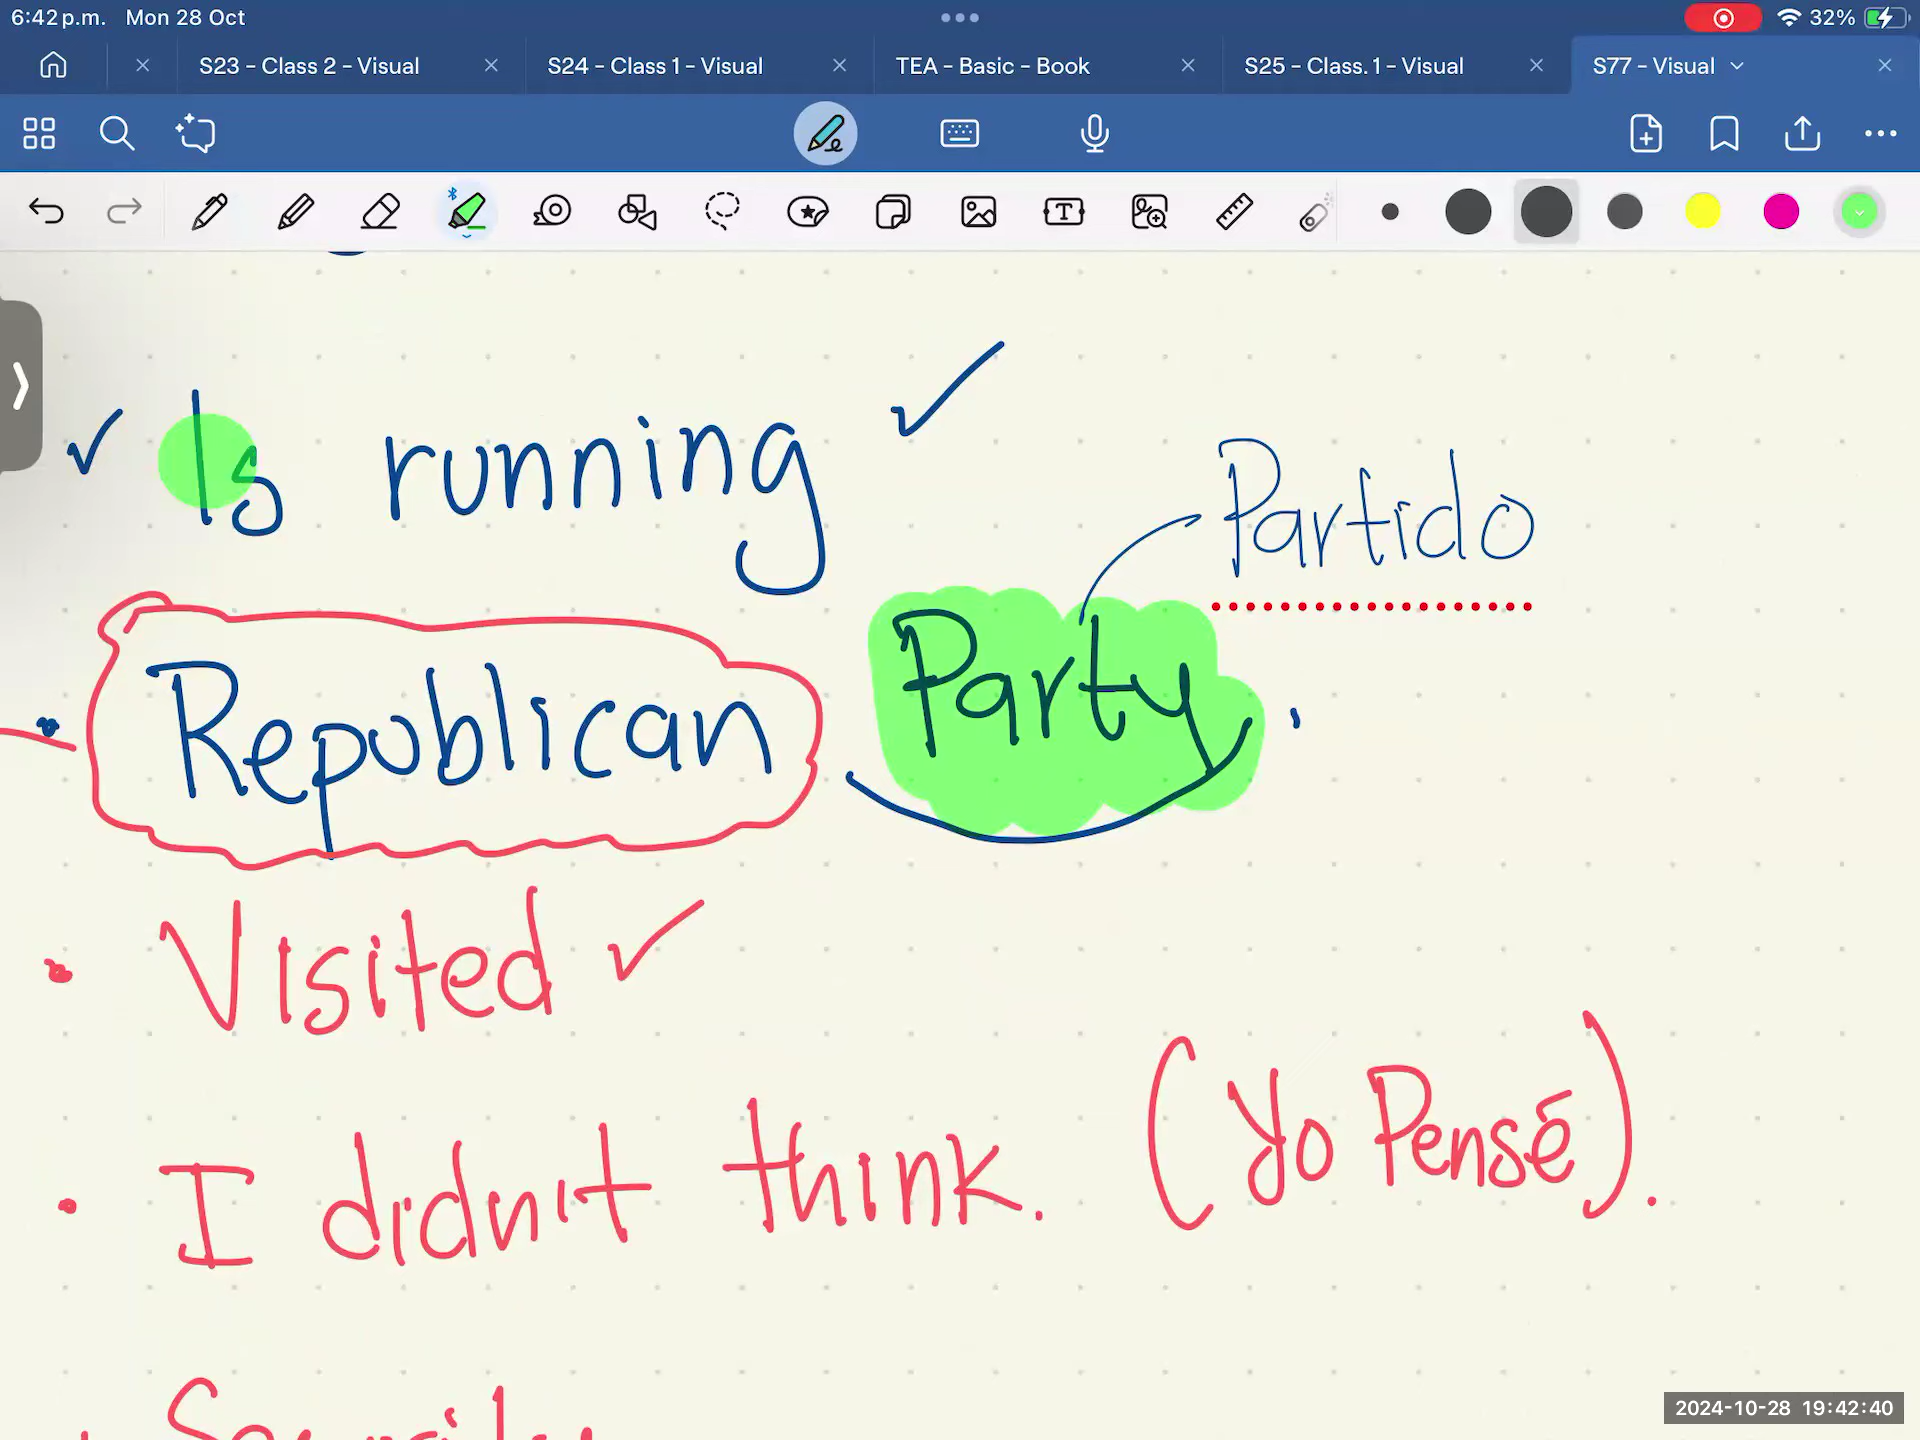 6:42 p.m. Mon 28 Oct
32%
S23 - Class 2 - Visual
S24 - Class 1 - Visual
TEA - Basic - Book
S25 - Class. 1 - Visual
S77 - Visual
Is running
Partido
Republican Party.
Visited
I didn't think. (Yo Pensé).
2024-10-28 19:42:40